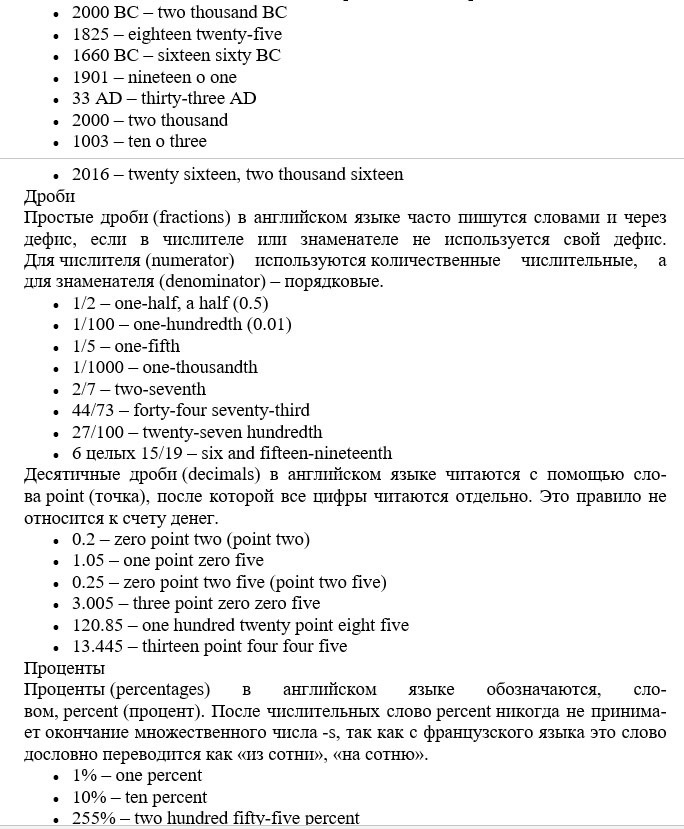 • 2000 BC – two thousand BC
• 1825 – eighteen twenty-five
• 1660 BC – sixteen sixty BC
• 1901 – nineteen o one
• 33 AD – thirty-three AD
• 2000 – two thousand
• 1003 – ten o three
• 2016 – twenty sixteen, two thousand sixteen
Дроби
Простые дроби (fractions) в английском языке часто пишутся словами и через
дефис, если в числителе или знаменателе не используется свой дефис.
Для числителя (numerator) используются количественные числительные, а
для знаменателя (denominator) – порядковые.
• 1/2 – one-half, a half (0.5)
• 1/100 – one-hundredth (0.01)
• 1/5 – one-fifth
• 1/1000 – one-thousandth
• 2/7 – two-seventh
• 44/73 – forty-four seventy-third
• 27/100 – twenty-seven hundredth
• 6 целых 15/19 – six and fifteen-nineteenth
Десятичные дроби (decimals) в английском языке читаются с помощью сло-
ва point (точка), после которой все цифры читаются отдельно. Это правило не
относится к счету денег.
• 0.2 – zero point two (point two)
• 1.05 – one point zero five
• 0.25 – zero point two five (point two five)
• 3.005 – three point zero zero five
• 120.85 – one hundred twenty point eight five
• 13.445 – thirteen point four four five
Проценты
Проценты (percentages) в английском языке обозначаются, сло-
вом, percent (процент). После числительных слово percent никогда не принима-
ет окончание множественного числа -s, так как с французского языка это слово
дословно переводится как «из сотни», «на сотню».
• 1% – one percent
• 10% – ten percent
• 255% – two hundred fifty-five percent